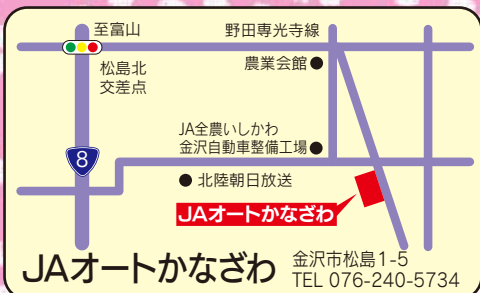 至富山
野田専光寺線
農業会館
松島北
交差点
JA全農いしかわ
金沢自動車整備工場
8
北陸朝日放送
JAオートかなざわ
JAオートかなざわ
金沢市松島1-5
TEL 076-240-5734